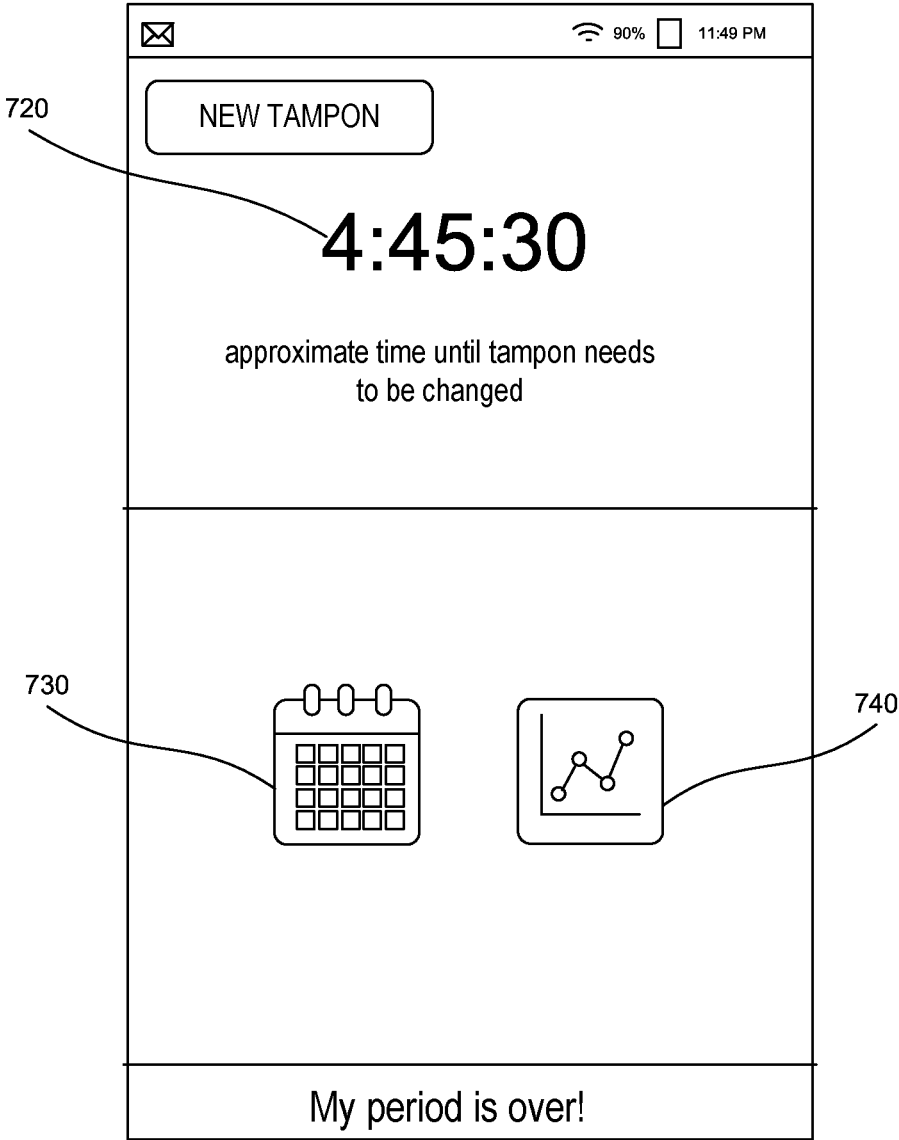 90% 11:49 PM
NEW TAMPON
720
4:45:30
approximate time until tampon needs
to be changed
730
740
My period is over!